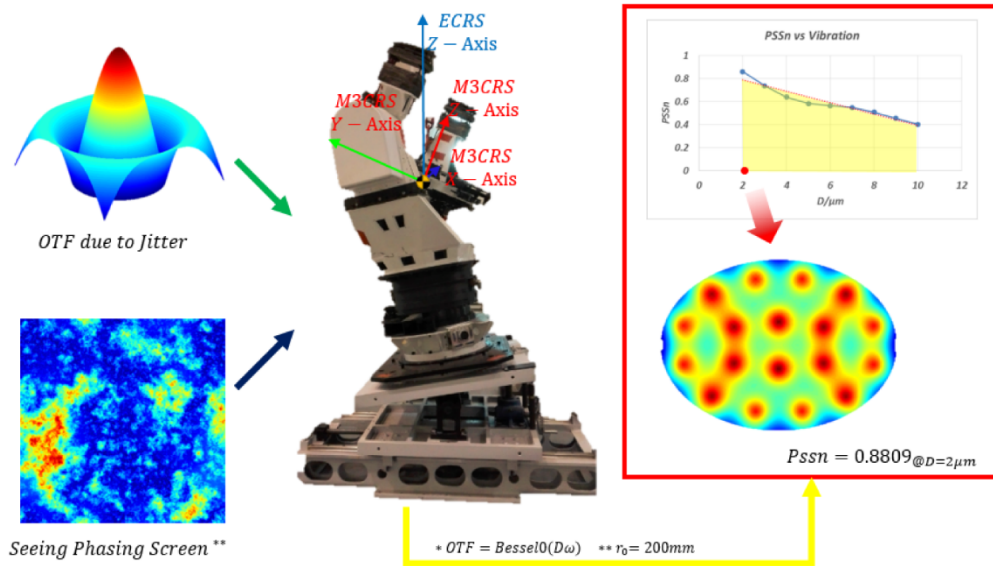 ECRS
Z − Axis
M3CRS
Y − Axis
M3CRS
Z − Axis
M3CRS
X − Axis
OTF due to Jitter
Seeing Phasing Screen **
PSSn vs Vibration
PSSn
1
0.8
0.6
0.4
0.2
0
0 2 4 6 8 10 12
D/μm
Pssn = 0.8809@D=2μm
* OTF = Bessel0(Dω) ** r₀= 200mm